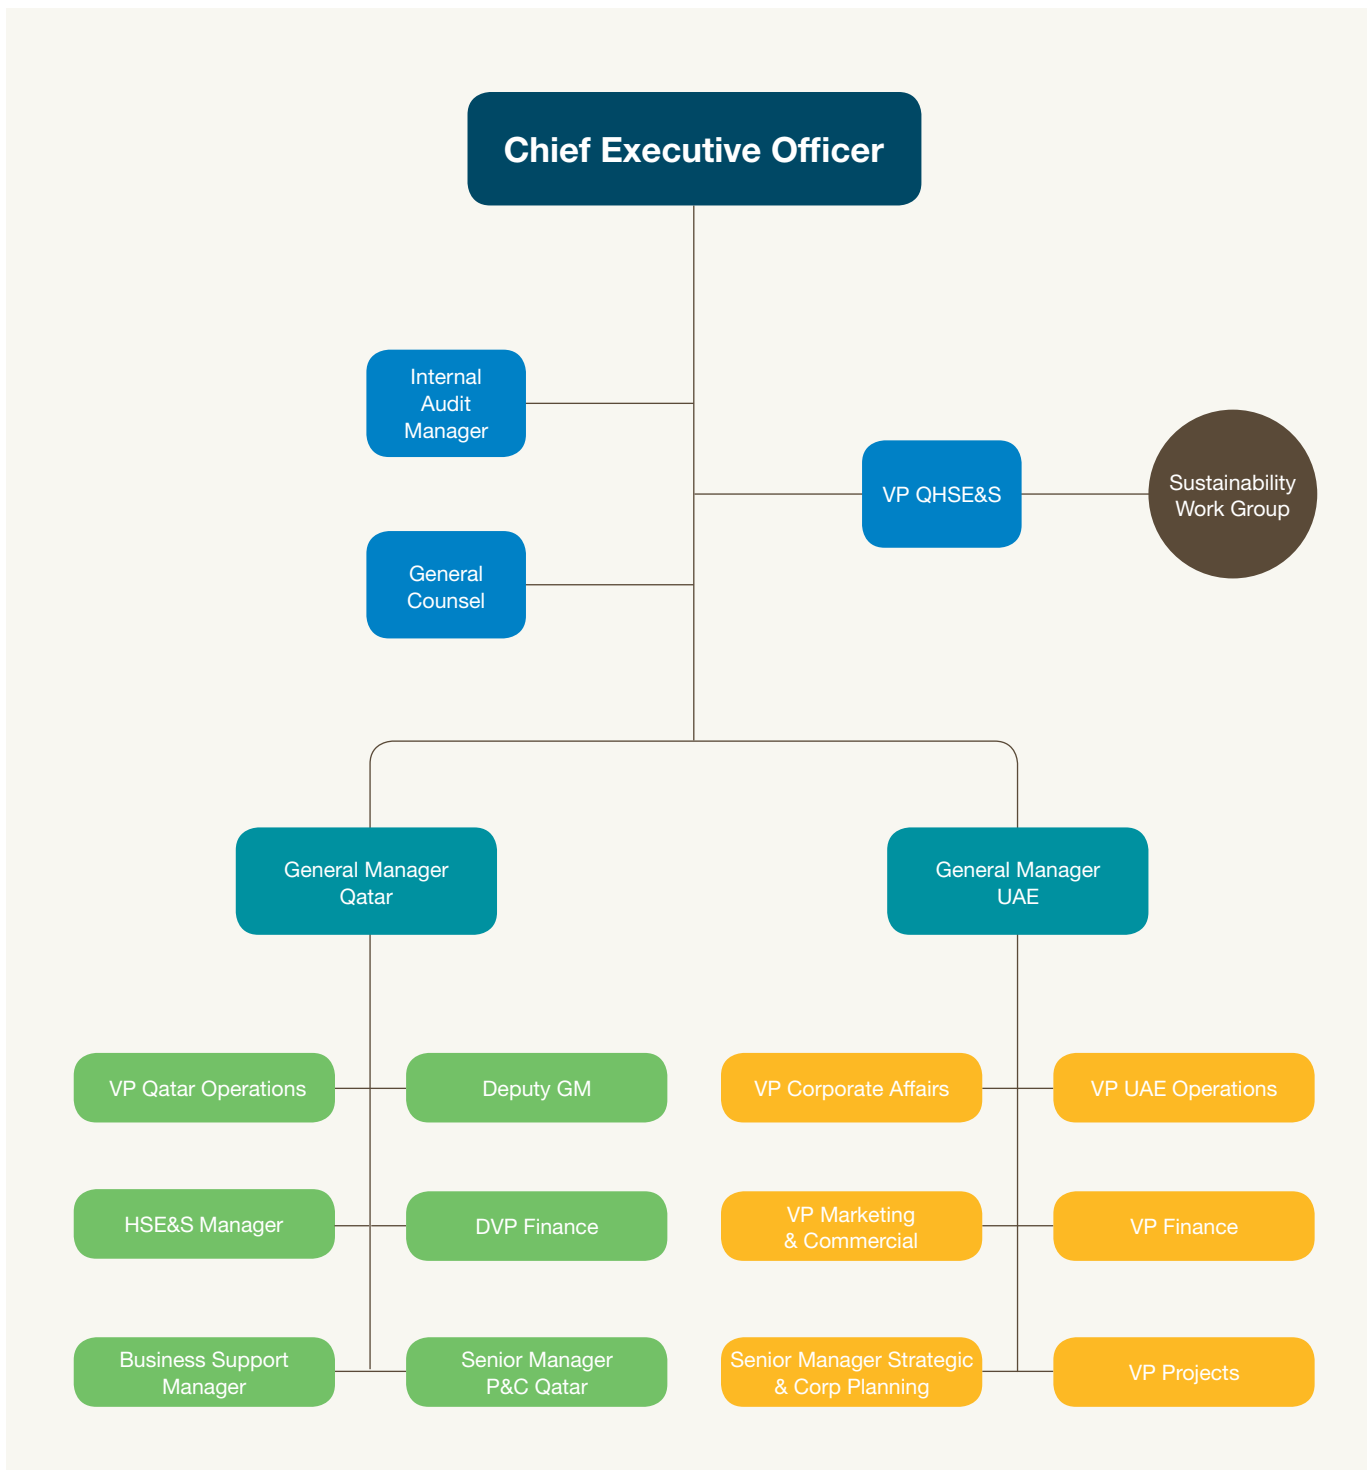 Chief Executive Officer
Internal
Audit
Manager
VP QHSE&S
Sustainability
Work Group
General
Counsel
General Manager
Qatar
General Manager
UAE
VP Qatar Operations
Deputy GM
VP Corporate Affairs
VP UAE Operations
HSE&S Manager
DVP Finance
VP Marketing
& Commercial
VP Finance
Business Support
Manager
Senior Manager
P&C Qatar
Senior Manager Strategic
& Corp Planning
VP Projects